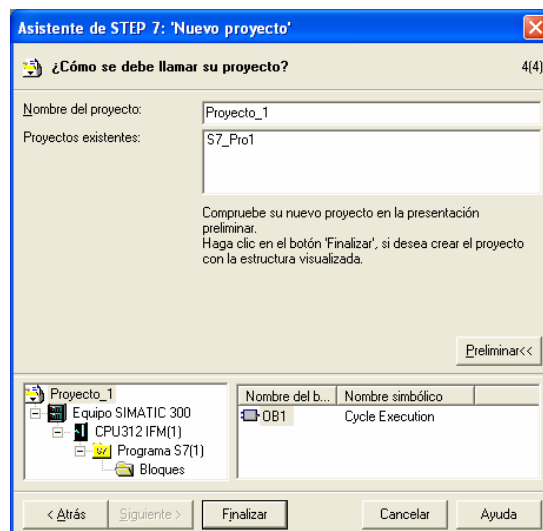 Asistente de STEP 7: 'Nuevo proyecto'
¿Cómo se debe llamar su proyecto?
4(4)
Nombre del proyecto:
Proyecto_1
Proyectos existentes:
S7_Pro1
Compruebe su nuevo proyecto en la presentación
preliminar.
Haga clic en el botón 'Finalizar', si desea crear el proyecto
con la estructura visualizada.
Preliminar<<
Proyecto_1
Equipo SIMATIC 300
CPU312 IFM(1)
Programa S7(1)
Bloques
Nombre del b... Nombre simbólico
OB1 Cycle Execution
< Atrás Siguiente > Finalizar Cancelar Ayuda